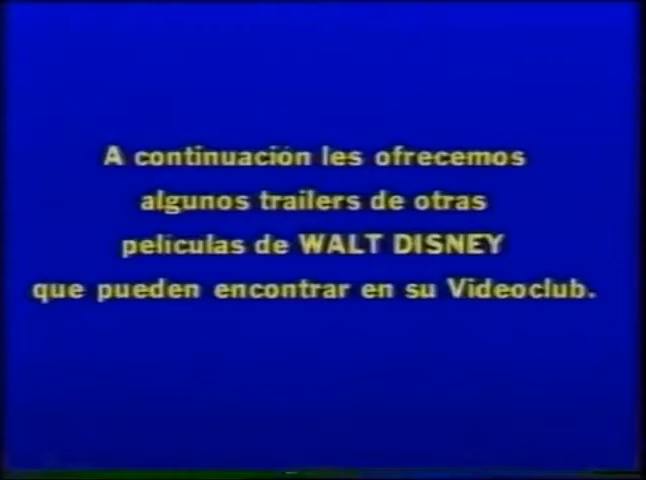 A continuación les ofrecemos
algunos trailers de otras
películas de WALT DISNEY
que pueden encontrar en su Videoclub.